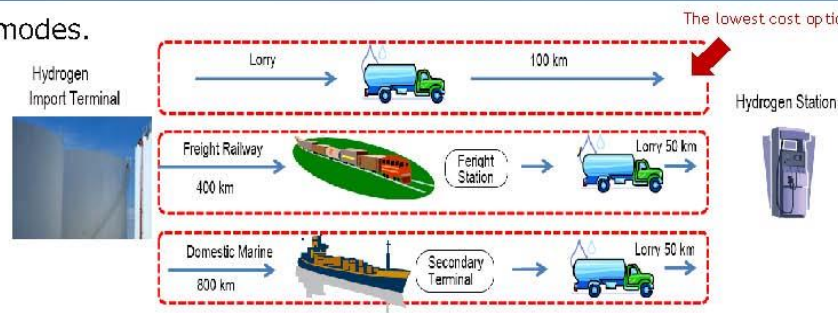 modes.
The lowest cost optio
Lorry
100 km
Hydrogen
Import Terminal
Hydrogen Station
Freight Railway
400 km
Feright
Station
Lorry 50 km
Domestic Marine
800 km
Secondary
Terminal
Lorry 50 km